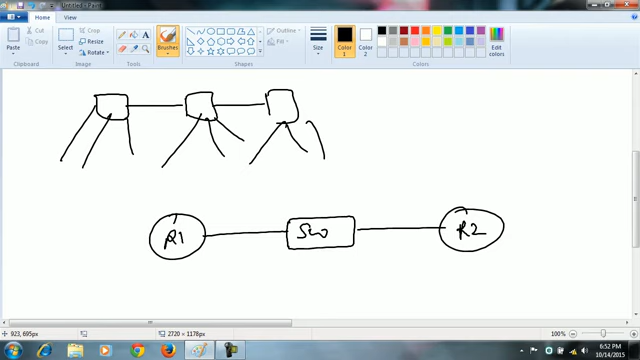 Untitled - Paint
Home View
Paste Cut Copy
Select Crop Resize Rotate
Brushes
Outline Fill
Size
Color 1 Color 2
Edit colors
Clipboard Image Tools Shapes Colors
R1 SW R2
923, 695px 2720 × 1178px 100%
6:52 PM
10/14/2015